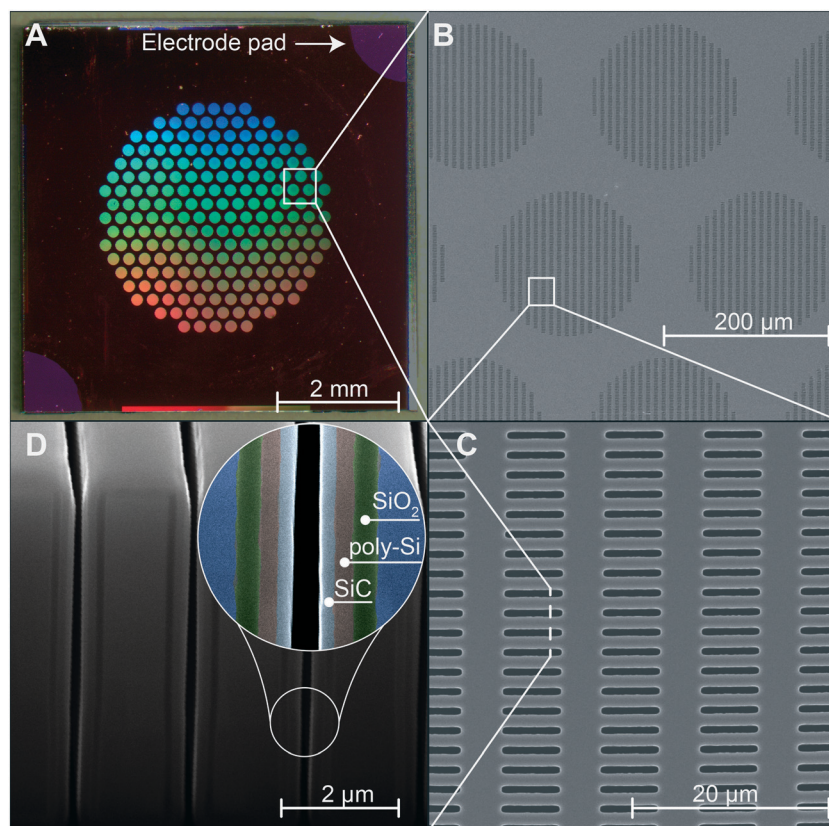 A
Electrode pad
2 mm
B
200 µm
D
SiO₂
poly-Si
SiC
2 µm
C
20 µm